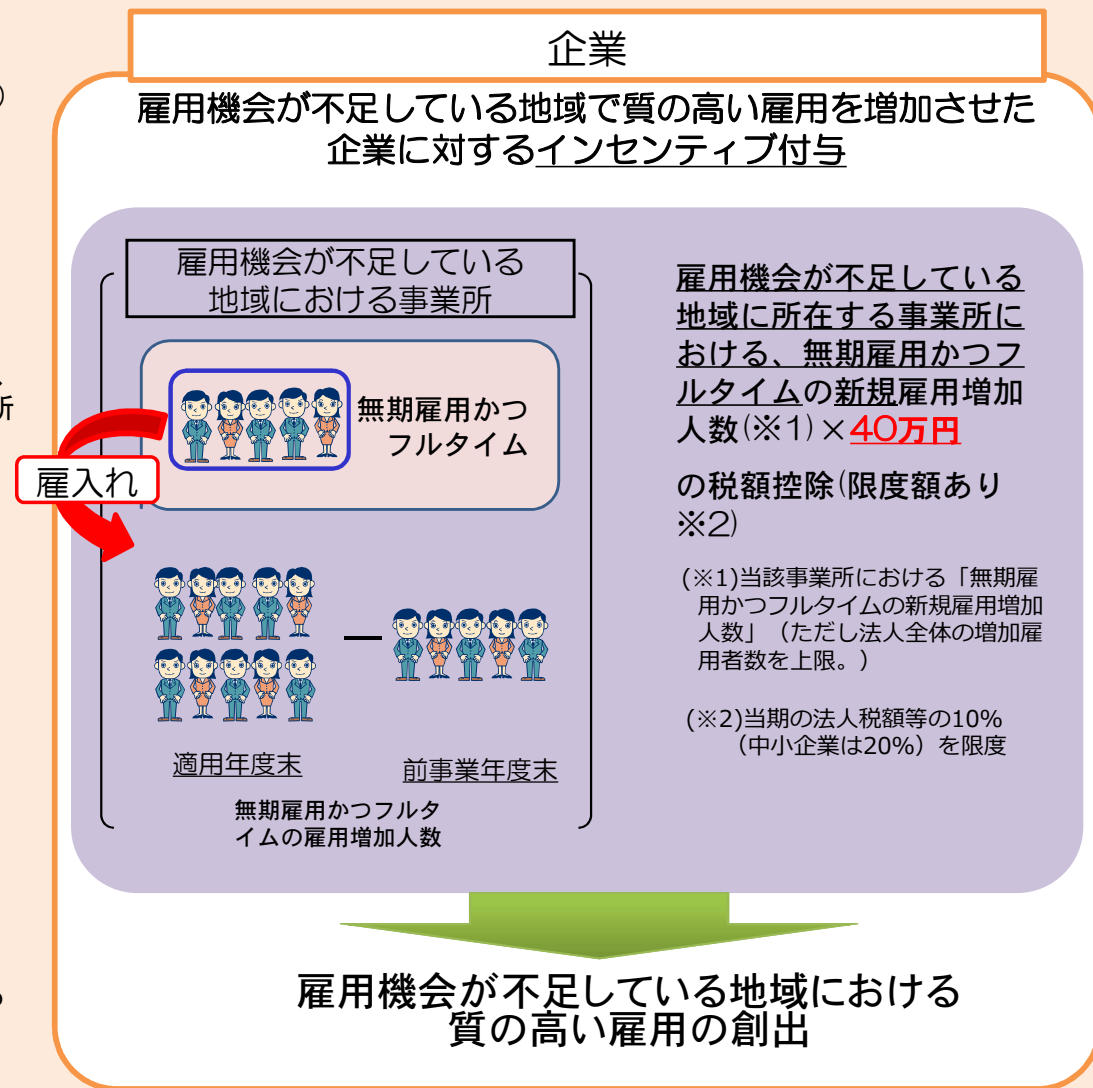 企業
）
雇用機会が不足している地域で質の高い雇用を増加させた
企業に対するインセンティブ付与
雇用機会が不足している
地域における事業所
無期雇用かつ
フルタイム
所
雇入れ
適用年度末
前事業年度末
無期雇用かつフルタ
イムの雇用増加人数
雇用機会が不足している
地域に所在する事業所に
おける、無期雇用かつフ
ルタイムの新規雇用増加
人数(※1)×40万円
の税額控除(限度額あり
※2)
(※1)当該事業所における「無期雇
用かつフルタイムの新規雇用増加
人数」（ただし法人全体の増加雇
用者数を上限。）
(※2)当期の法人税額等の10%
（中小企業は20%）を限度
雇用機会が不足している地域における
質の高い雇用の創出